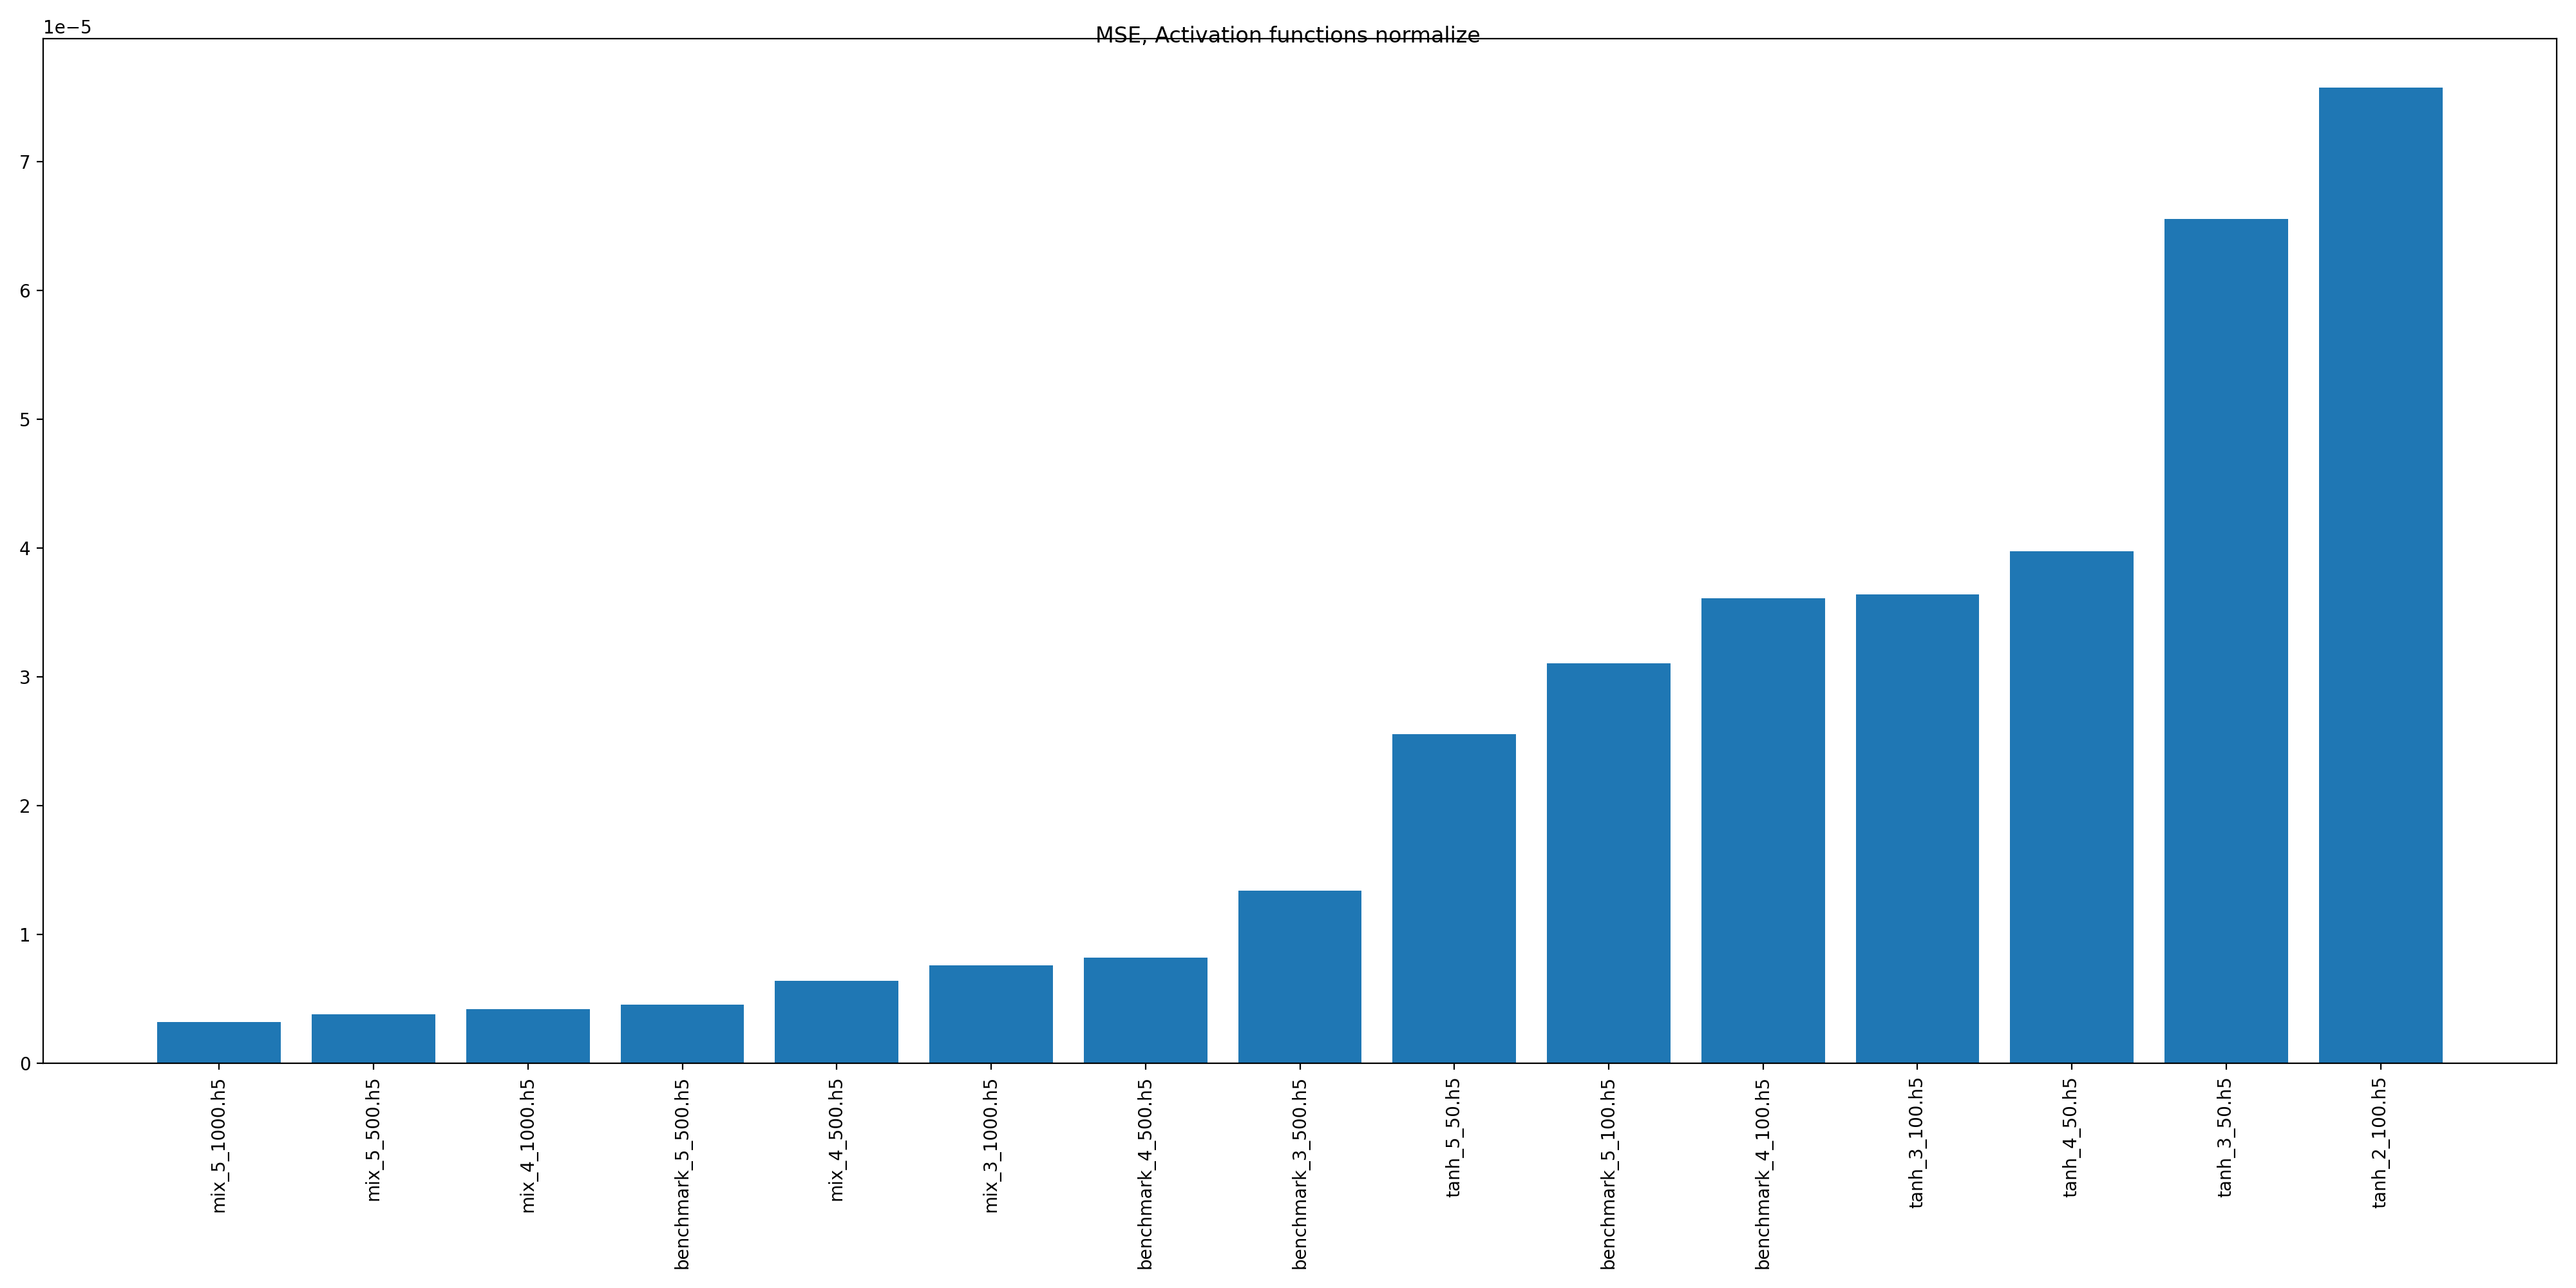 1e−5
MSE, Activation functions normalize
7
6
5
4
3
2
1
0
mix_5_1000.h5
mix_5_500.h5
mix_4_1000.h5
benchmark_5_500.h5
mix_4_500.h5
mix_3_1000.h5
benchmark_4_500.h5
benchmark_3_500.h5
tanh_5_50.h5
benchmark_5_100.h5
benchmark_4_100.h5
tanh_3_100.h5
tanh_4_50.h5
tanh_3_50.h5
tanh_2_100.h5